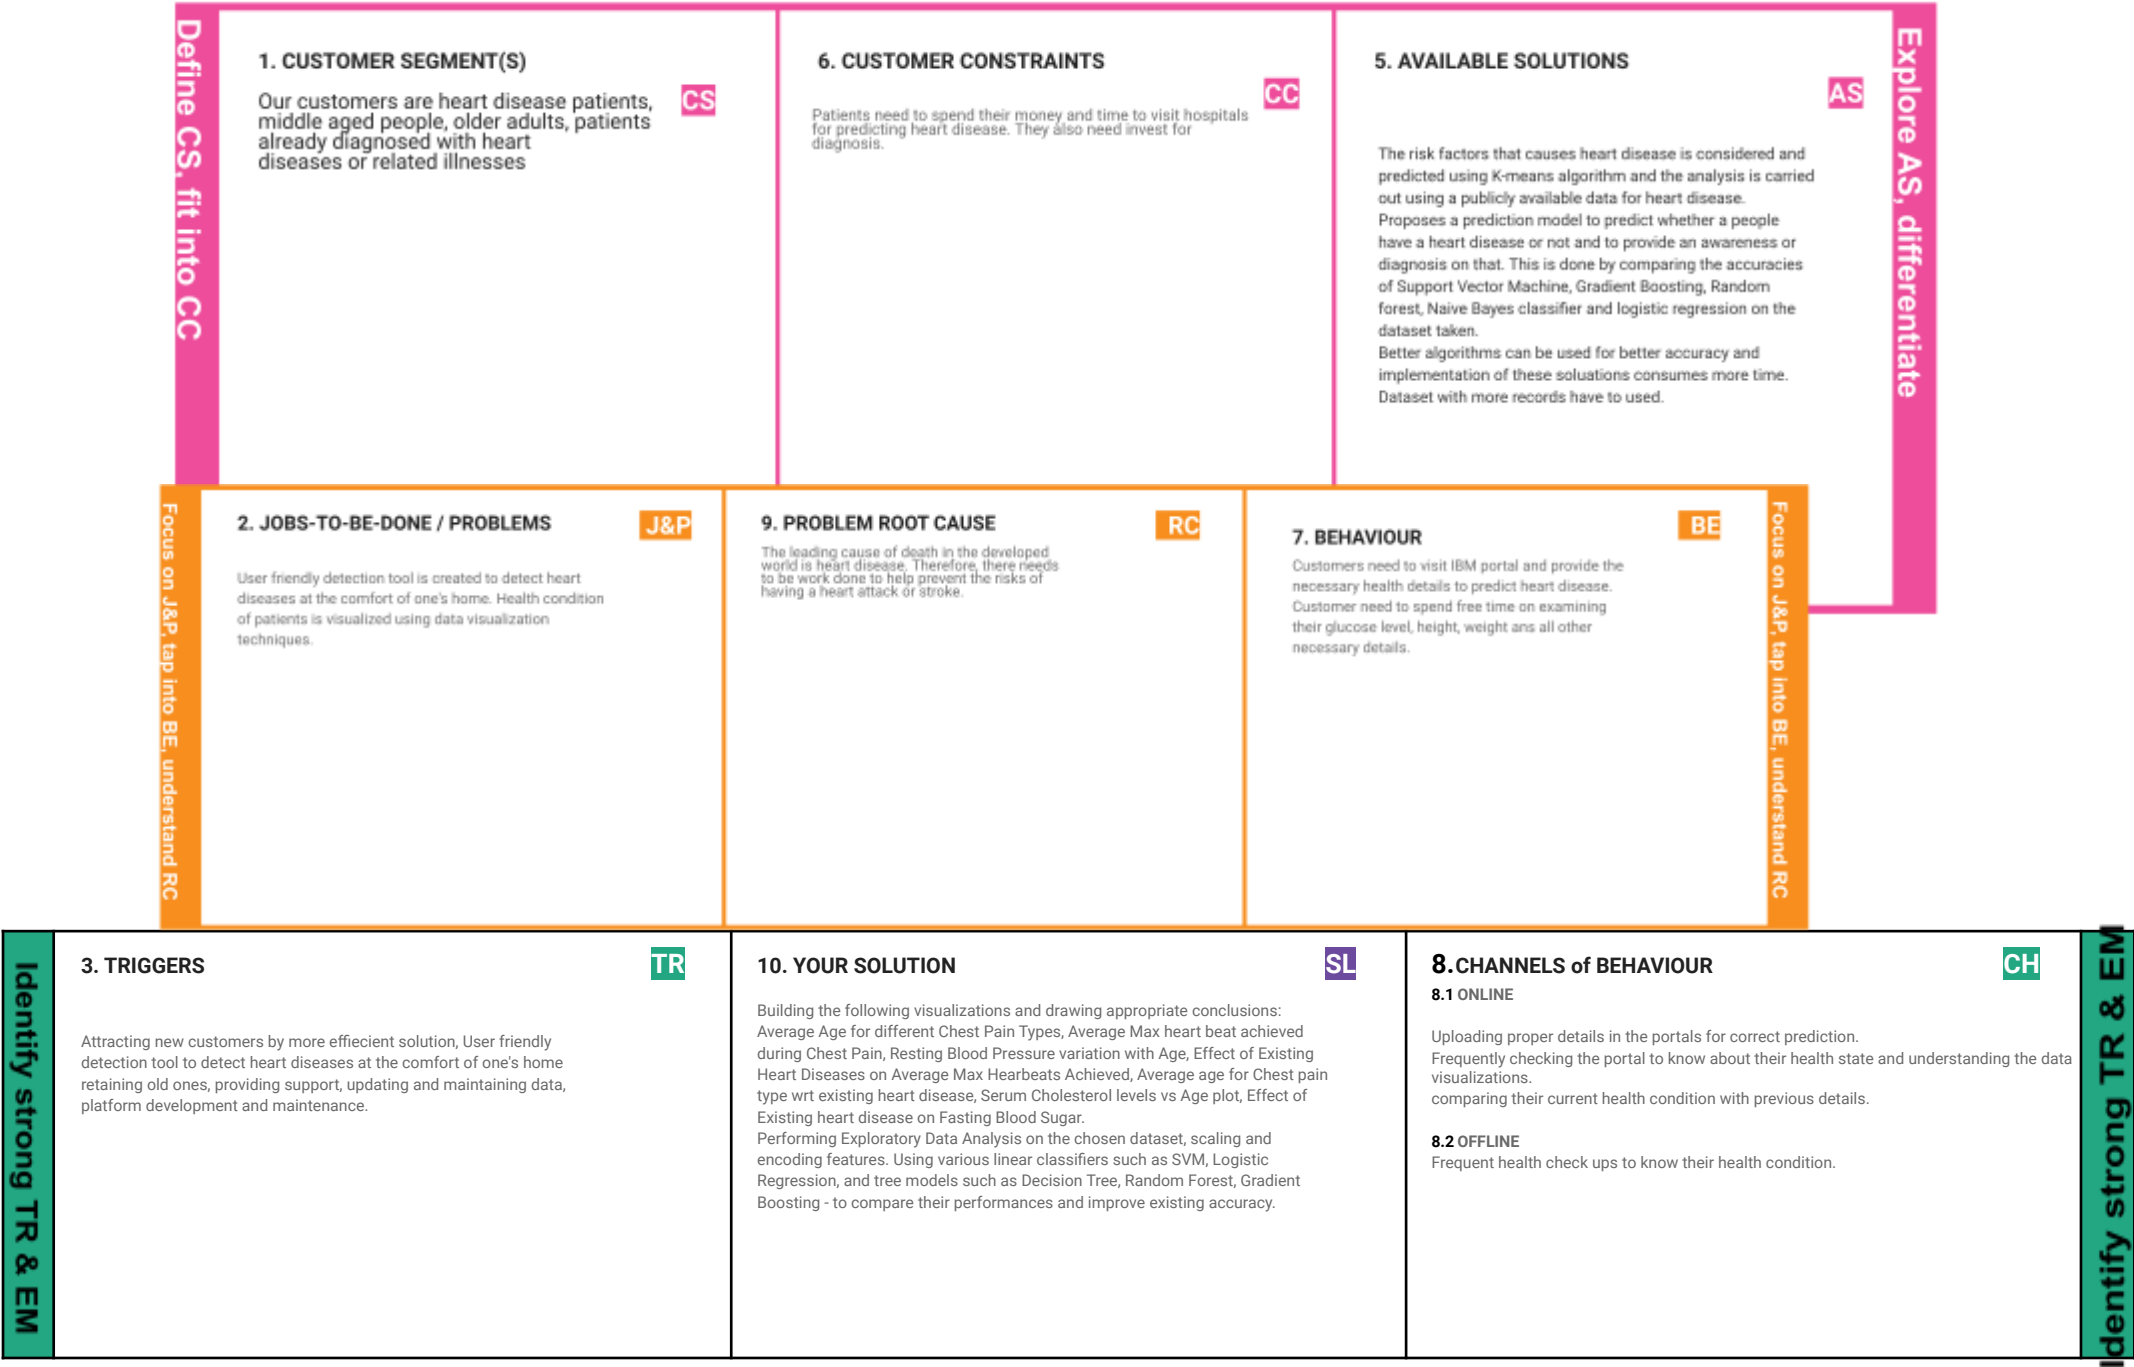 Define CS, fit into CC
1. CUSTOMER SEGMENT(S)
CS
Our customers are heart disease patients,
middle aged people, older adults, patients
already diagnosed with heart
diseases or related illnesses
6. CUSTOMER CONSTRAINTS
CC
Patients need to spend their money and time to visit hospitals
for predicting heart disease. They also need invest for
diagnosis.
5. AVAILABLE SOLUTIONS
AS
The risk factors that causes heart disease is considered and
predicted using K-means algorithm and the analysis is carried
out using a publicly available data for heart disease.
Proposes a prediction model to predict whether a people
have a heart disease or not and to provide an awareness or
diagnosis on that. This is done by comparing the accuracies
of Support Vector Machine, Gradient Boosting, Random
forest, Naive Bayes classifier and logistic regression on the
dataset taken.
Better algorithms can be used for better accuracy and
implementation of these soluations consumes more time.
Dataset with more records have to used.
Explore AS, differentiate
Focus on J&P, tap into BE, understand RC
2. JOBS-TO-BE-DONE / PROBLEMS
J&P
User friendly detection tool is created to detect heart
diseases at the comfort of one's home. Health condition
of patients is visualized using data visualization
techniques.
9. PROBLEM ROOT CAUSE
RC
The leading cause of death in the developed
world is heart disease. Therefore, there needs
to be work done to help prevent the risks of
having a heart attack or stroke.
7. BEHAVIOUR
BE
Customers need to visit IBM portal and provide the
necessary health details to predict heart disease.
Customer need to spend free time on examining
their glucose level, height, weight ans all other
necessary details.
Focus on J&P, tap into BE, understand RC
Identify strong TR & EM
3. TRIGGERS
TR
Attracting new customers by more effiecient solution, User friendly
detection tool to detect heart diseases at the comfort of one's home
retaining old ones, providing support, updating and maintaining data,
platform development and maintenance.
10. YOUR SOLUTION
SL
Building the following visualizations and drawing appropriate conclusions:
Average Age for different Chest Pain Types, Average Max heart beat achieved
during Chest Pain, Resting Blood Pressure variation with Age, Effect of Existing
Heart Diseases on Average Max Hearbeats Achieved, Average age for Chest pain
type wrt existing heart disease, Serum Cholesterol levels vs Age plot, Effect of
Existing heart disease on Fasting Blood Sugar.
Performing Exploratory Data Analysis on the chosen dataset, scaling and
encoding features. Using various linear classifiers such as SVM, Logistic
Regression, and tree models such as Decision Tree, Random Forest, Gradient
Boosting - to compare their performances and improve existing accuracy.
8.CHANNELS of BEHAVIOUR
CH
8.1 ONLINE
Uploading proper details in the portals for correct prediction.
Frequently checking the portal to know about their health state and understanding the data
visualizations.
comparing their current health condition with previous details.
8.2 OFFLINE
Frequent health check ups to know their health condition.
Identify strong TR & EM